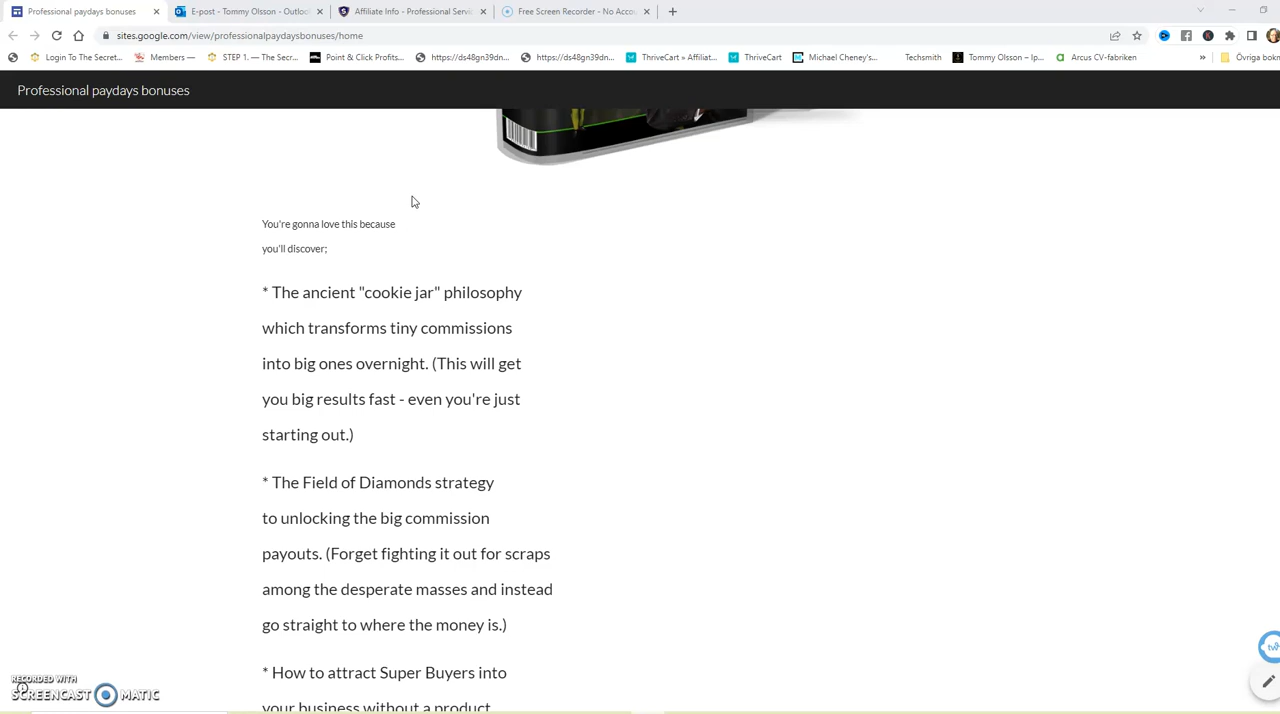 Professional paydays bonuses
E-post - Tommy Olsson - Outlo
Affiliate Info - Professional Servi
Free Screen Recorder - No Accou
sites.google.com/view/professionalpaydaysbonuses/home
Login To The Secret...
Members —
STEP 1. — The Secr...
Point & Click Profits...
https://ds48gn39dn...
https://ds48gn39dn...
ThriveCart » Affiliat...
ThriveCart
Michael Cheney's...
Techsmith
Tommy Olsson – Ip...
Arcus CV-fabriken
»
Övriga bokn
Professional paydays bonuses
You're gonna love this because
you'll discover;
* The ancient "cookie jar" philosophy
which transforms tiny commissions
into big ones overnight. (This will get
you big results fast - even you're just
starting out.)
* The Field of Diamonds strategy
to unlocking the big commission
payouts. (Forget fighting it out for scraps
among the desperate masses and instead
go straight to where the money is.)
* How to attract Super Buyers into
your business without a product
RECORDED WITH
SCREENCAST MATIC